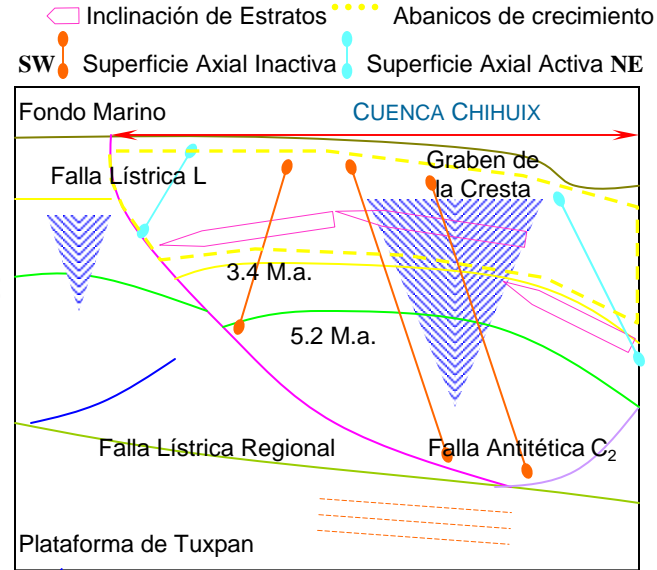 Inclinación de Estratos Abanicos de crecimiento
SW Superficie Axial Inactiva Superficie Axial Activa NE
Fondo Marino CUENCA CHIHUIX
Falla Lístrica L
Graben de
la Cresta
3.4 M.a.
5.2 M.a.
Falla Lístrica Regional Falla Antitética C₂
Plataforma de Tuxpan